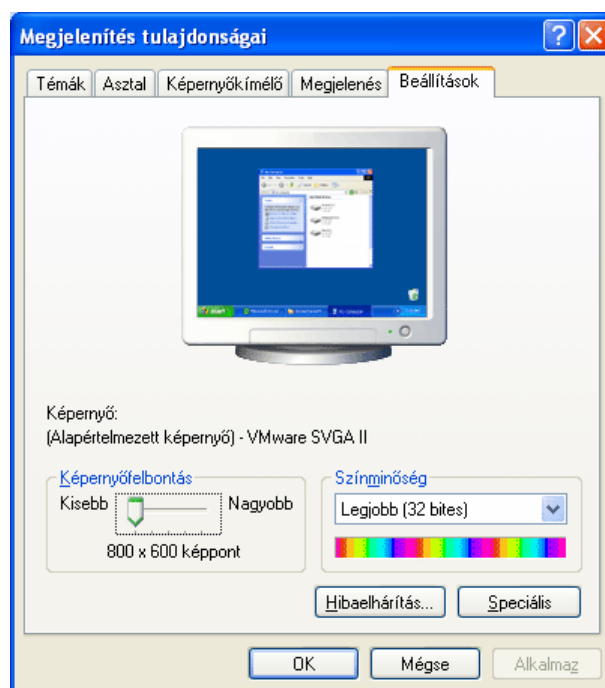 Megjelenítés tulajdonságai
Témák Asztal Képernyőkímélő Megjelenés Beállítások
Képernyő:
(Alapértelmezett képernyő) - VMware SVGA II
Képernyőfelbontás
Kisebb Nagyobb
800 x 600 képpont
Színminőség
Legjobb (32 bites)
Hibaelhárítás... Speciális
OK Mégse Alkalmaz